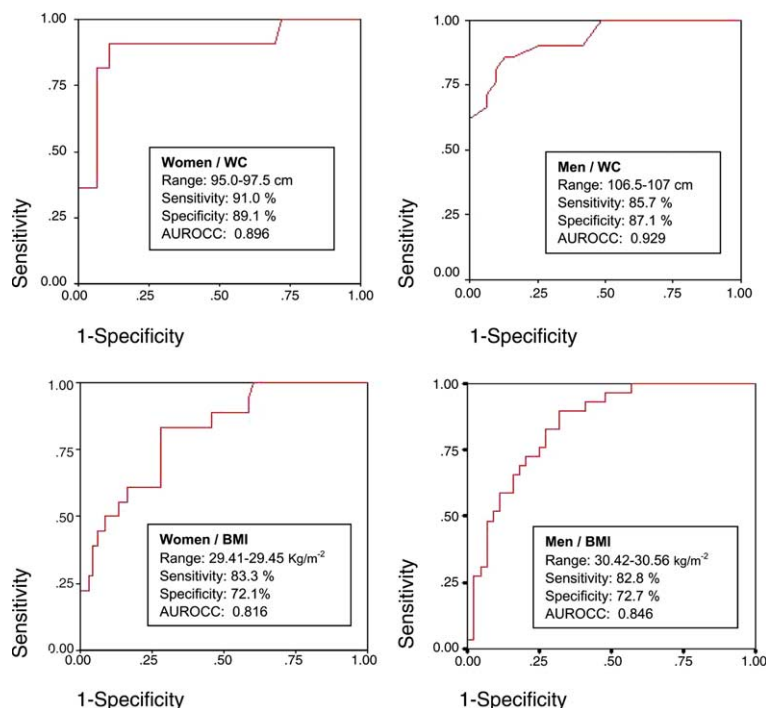 1.00
.75
.50
.25
0.00
0.00 .25 .50 .75 1.00
Sensitivity
1-Specificity
Women / WC
Range: 95.0-97.5 cm
Sensitivity: 91.0 %
Specificity: 89.1 %
AUROCC: 0.896
1.00
.75
.50
.25
0.00
0.00 .25 .50 .75 1.00
Sensitivity
1-Specificity
Men / WC
Range: 106.5-107 cm
Sensitivity: 85.7 %
Specificity: 87.1 %
AUROCC: 0.929
1.00
.75
.50
.25
0.00
0.00 .25 .50 .75 1.00
Sensitivity
1-Specificity
Women / BMI
Range: 29.41-29.45 Kg/m-2
Sensitivity: 83.3 %
Specificity: 72.1%
AUROCC: 0.816
1.00
.75
.50
.25
0.00
0.00 .25 .50 .75 1.00
Sensitivity
1-Specificity
Men / BMI
Range: 30.42-30.56 kg/m-2
Sensitivity: 82.8 %
Specificity: 72.7 %
AUROCC: 0.846